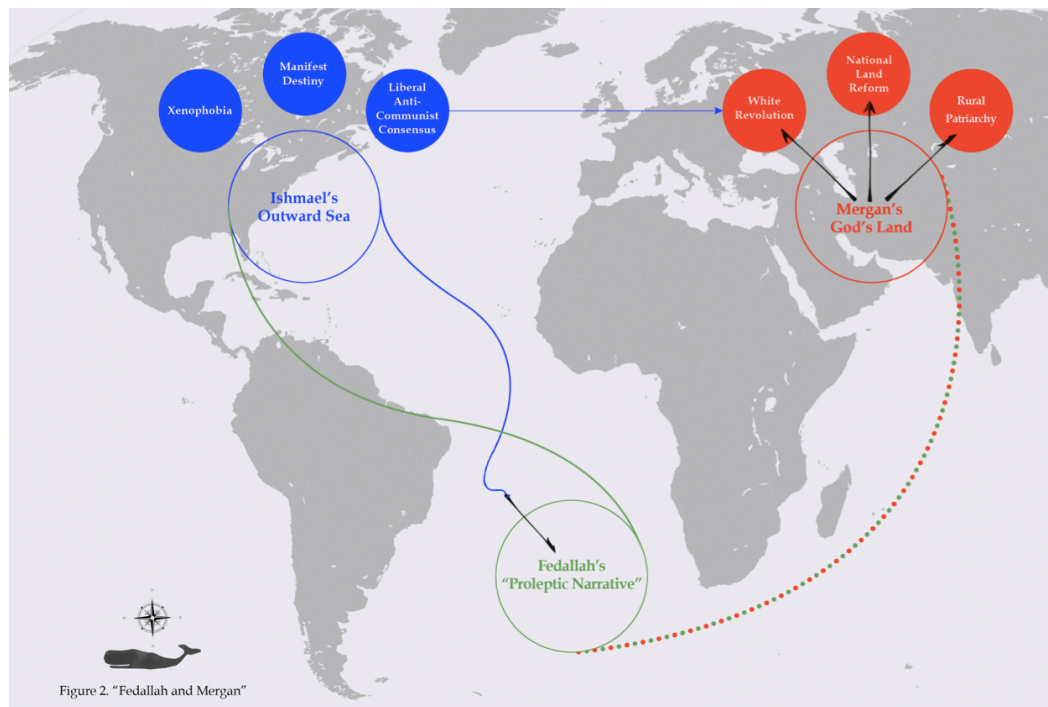 Xenophobia
Manifest
Destiny
Liberal
Anti-
Communist
Consensus
White
Revolution
National
Land
Reform
Rural
Patriarchy
Ishmael’s
Outward Sea
Mergan’s
God’s Land
Fedallah’s
“Proleptic Narrative”
Figure 2. “Fedallah and Mergan”